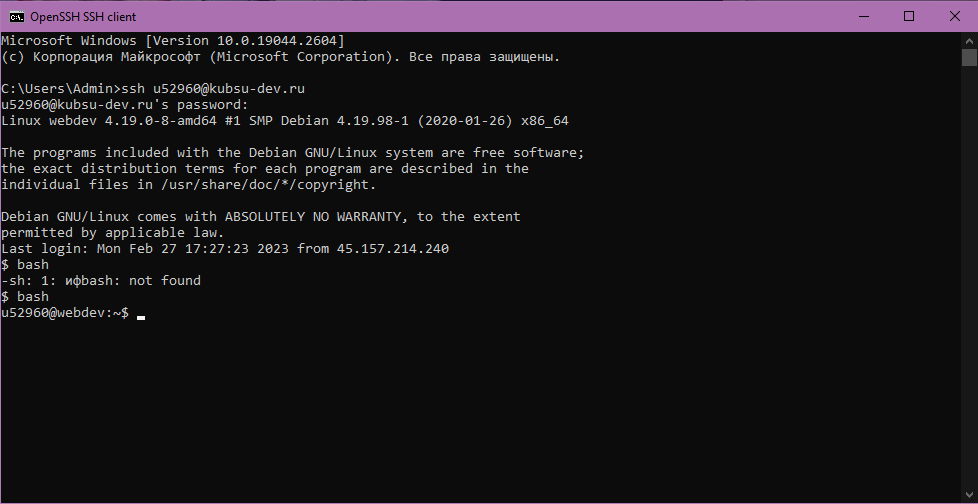 OpenSSH SSH client
Microsoft Windows [Version 10.0.19044.2604]
(c) Корпорация Майкрософт (Microsoft Corporation). Все права защищены.
C:\Users\Admin>ssh u52960@kubsu-dev.ru
u52960@kubsu-dev.ru's password:
Linux webdev 4.19.0-8-amd64 #1 SMP Debian 4.19.98-1 (2020-01-26) x86_64
The programs included with the Debian GNU/Linux system are free software;
the exact distribution terms for each program are described in the
individual files in /usr/share/doc/*/copyright.
Debian GNU/Linux comes with ABSOLUTELY NO WARRANTY, to the extent
permitted by applicable law.
Last login: Mon Feb 27 17:27:23 2023 from 45.157.214.240
$ bash
-sh: 1: ифbash: not found
$ bash
u52960@webdev:~$